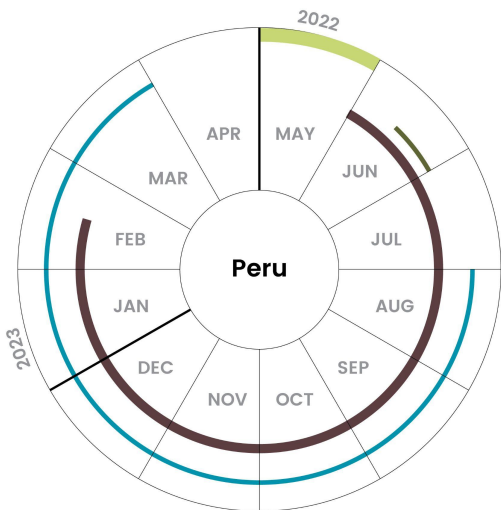 2022
APR
MAY
MAR
JUN
FEB
Peru
JUL
JAN
AUG
2023
DEC
SEP
NOV
OCT